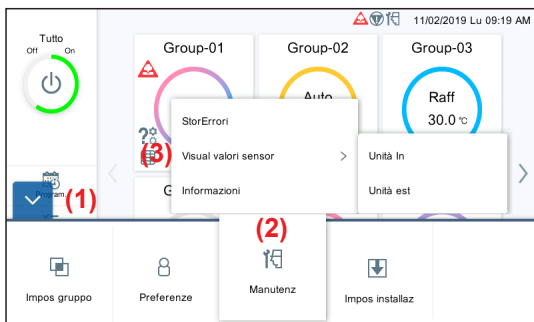 11/02/2019 Lu 09:19 AM
Tutto
Off On
Group-01
Group-02
Group-03
Auto
Raff
30.0 °C
StorErrori
(3) Visual valori sensor >
Informazioni
Unità In
Unità est
Program.
(1)
G
(2)
Impos gruppo
Preferenze
Manutenz
Impos installaz